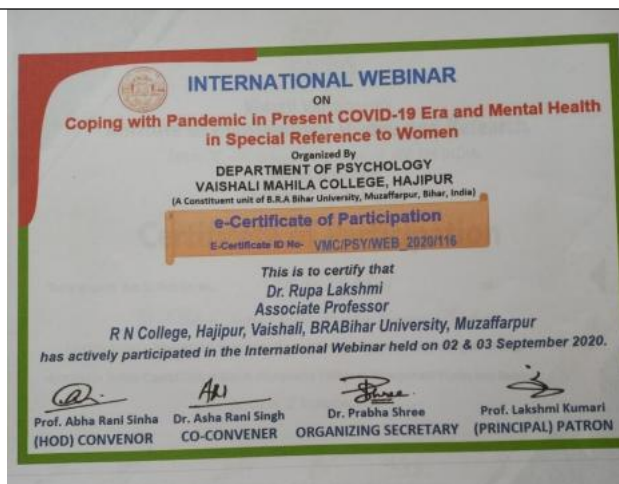 INTERNATIONAL WEBINAR
ON
Coping with Pandemic in Present COVID-19 Era and Mental Health
in Special Reference to Women
Organized By
DEPARTMENT OF PSYCHOLOGY
VAISHALI MAHILA COLLEGE, HAJIPUR
(A Constituent unit of B.R.A Bihar University, Muzaffarpur, Bihar, India)
e-Certificate of Participation
E-Certificate ID No- VMC/PSY/WEB_2020/116
This is to certify that
Dr. Rupa Lakshmi
Associate Professor
R N College, Hajipur, Vaishali, BRABihar University, Muzaffarpur
has actively participated in the International Webinar held on 02 & 03 September 2020.
Prof. Abha Rani Sinha Dr. Asha Rani Singh Dr. Prabha Shree Prof. Lakshmi Kumari
(HOD) CONVENOR CO-CONVENER ORGANIZING SECRETARY (PRINCIPAL) PATRON